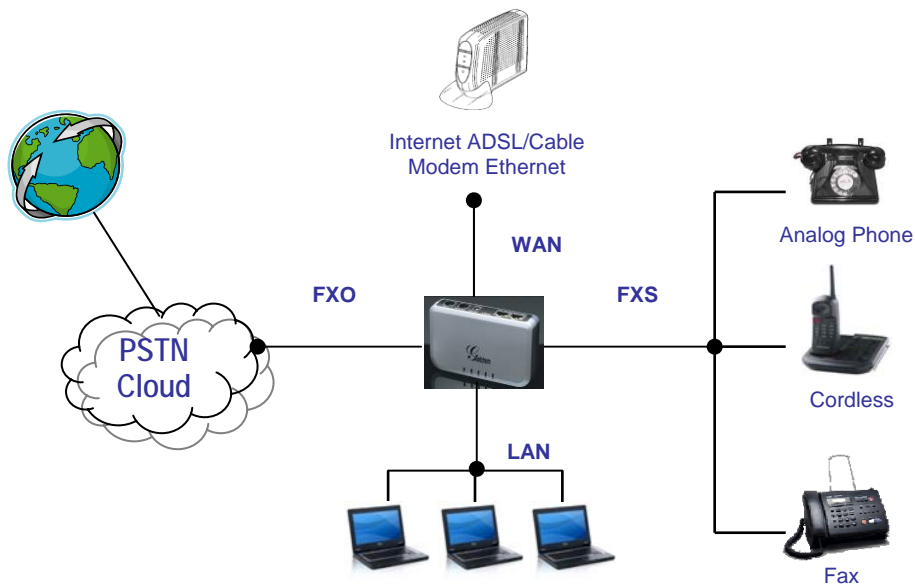 Internet ADSL/Cable
Modem Ethernet
WAN
FXO
FXS
Analog Phone
PSTN
Cloud
Cordless
LAN
Fax